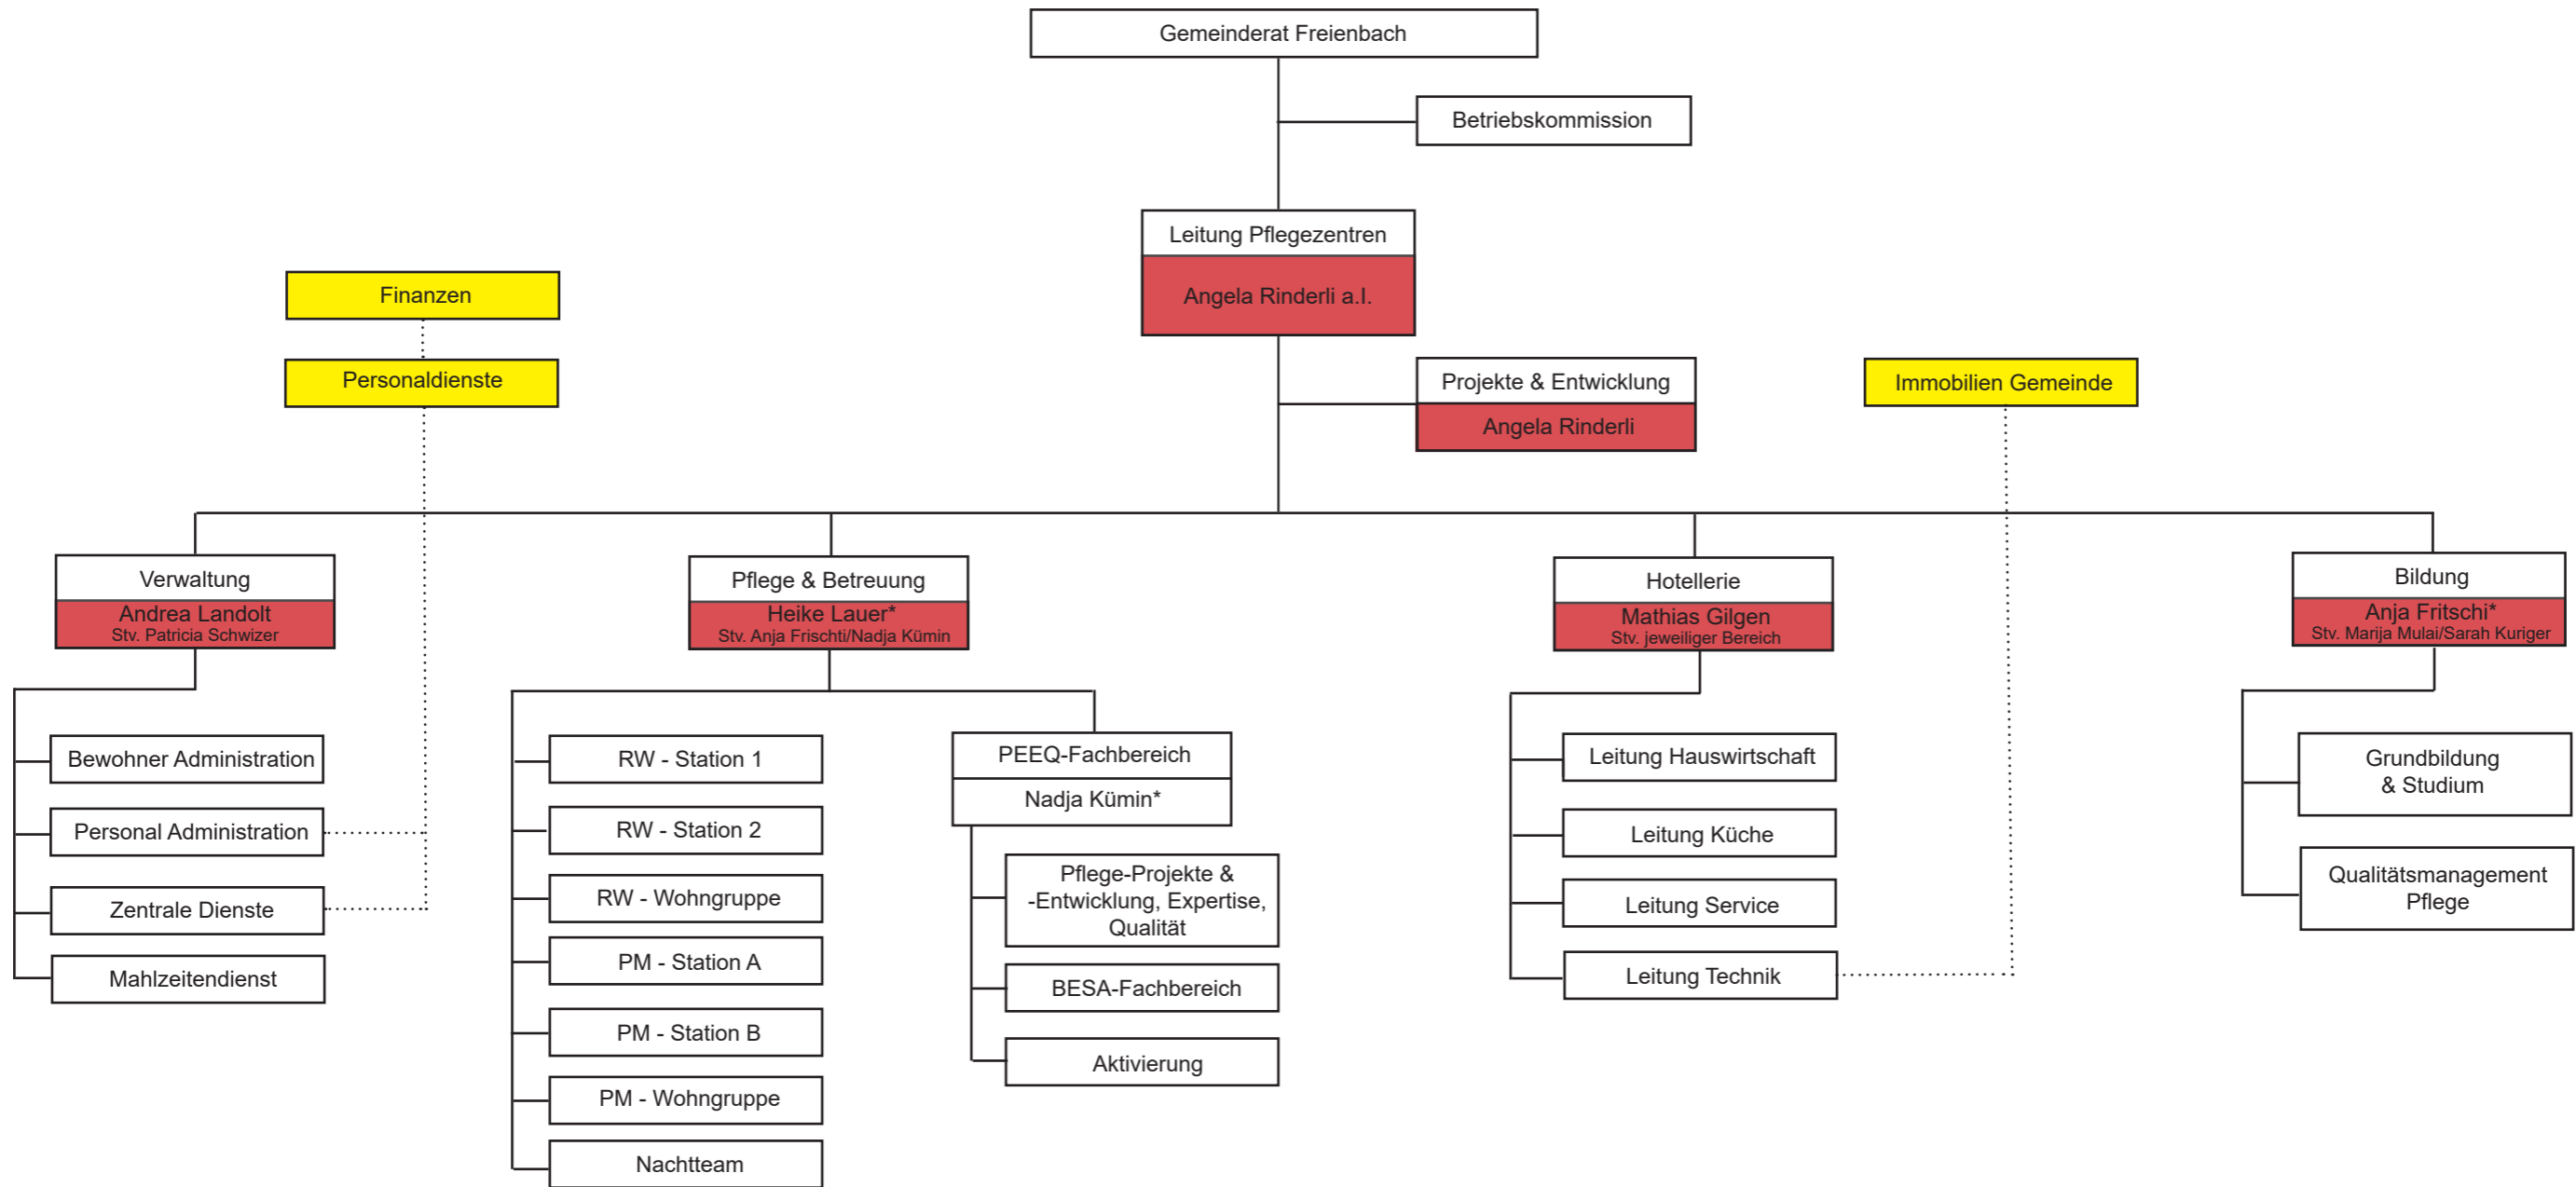 Gemeinderat Freienbach
Betriebskommission
Leitung Pflegezentren
Angela Rinderli a.I.
Finanzen
Personaldienste
Projekte & Entwicklung
Angela Rinderli
Immobilien Gemeinde
Verwaltung
Andrea Landolt
Stv. Patricia Schwizer
Pflege & Betreuung
Heike Lauer*
Stv. Anja Frischti/Nadja Kümin
Hotellerie
Mathias Gilgen
Stv. jeweiliger Bereich
Bildung
Anja Fritschi*
Stv. Marija Mulai/Sarah Kuriger
Bewohner Administration
Personal Administration
Zentrale Dienste
Mahlzeitendienst
RW - Station 1
RW - Station 2
RW - Wohngruppe
PM - Station A
PM - Station B
PM - Wohngruppe
Nachtteam
PEEQ-Fachbereich
Nadja Kümin*
Pflege-Projekte &
-Entwicklung, Expertise,
Qualität
BESA-Fachbereich
Aktivierung
Leitung Hauswirtschaft
Leitung Küche
Leitung Service
Leitung Technik
Grundbildung
& Studium
Qualitätsmanagement
Pflege